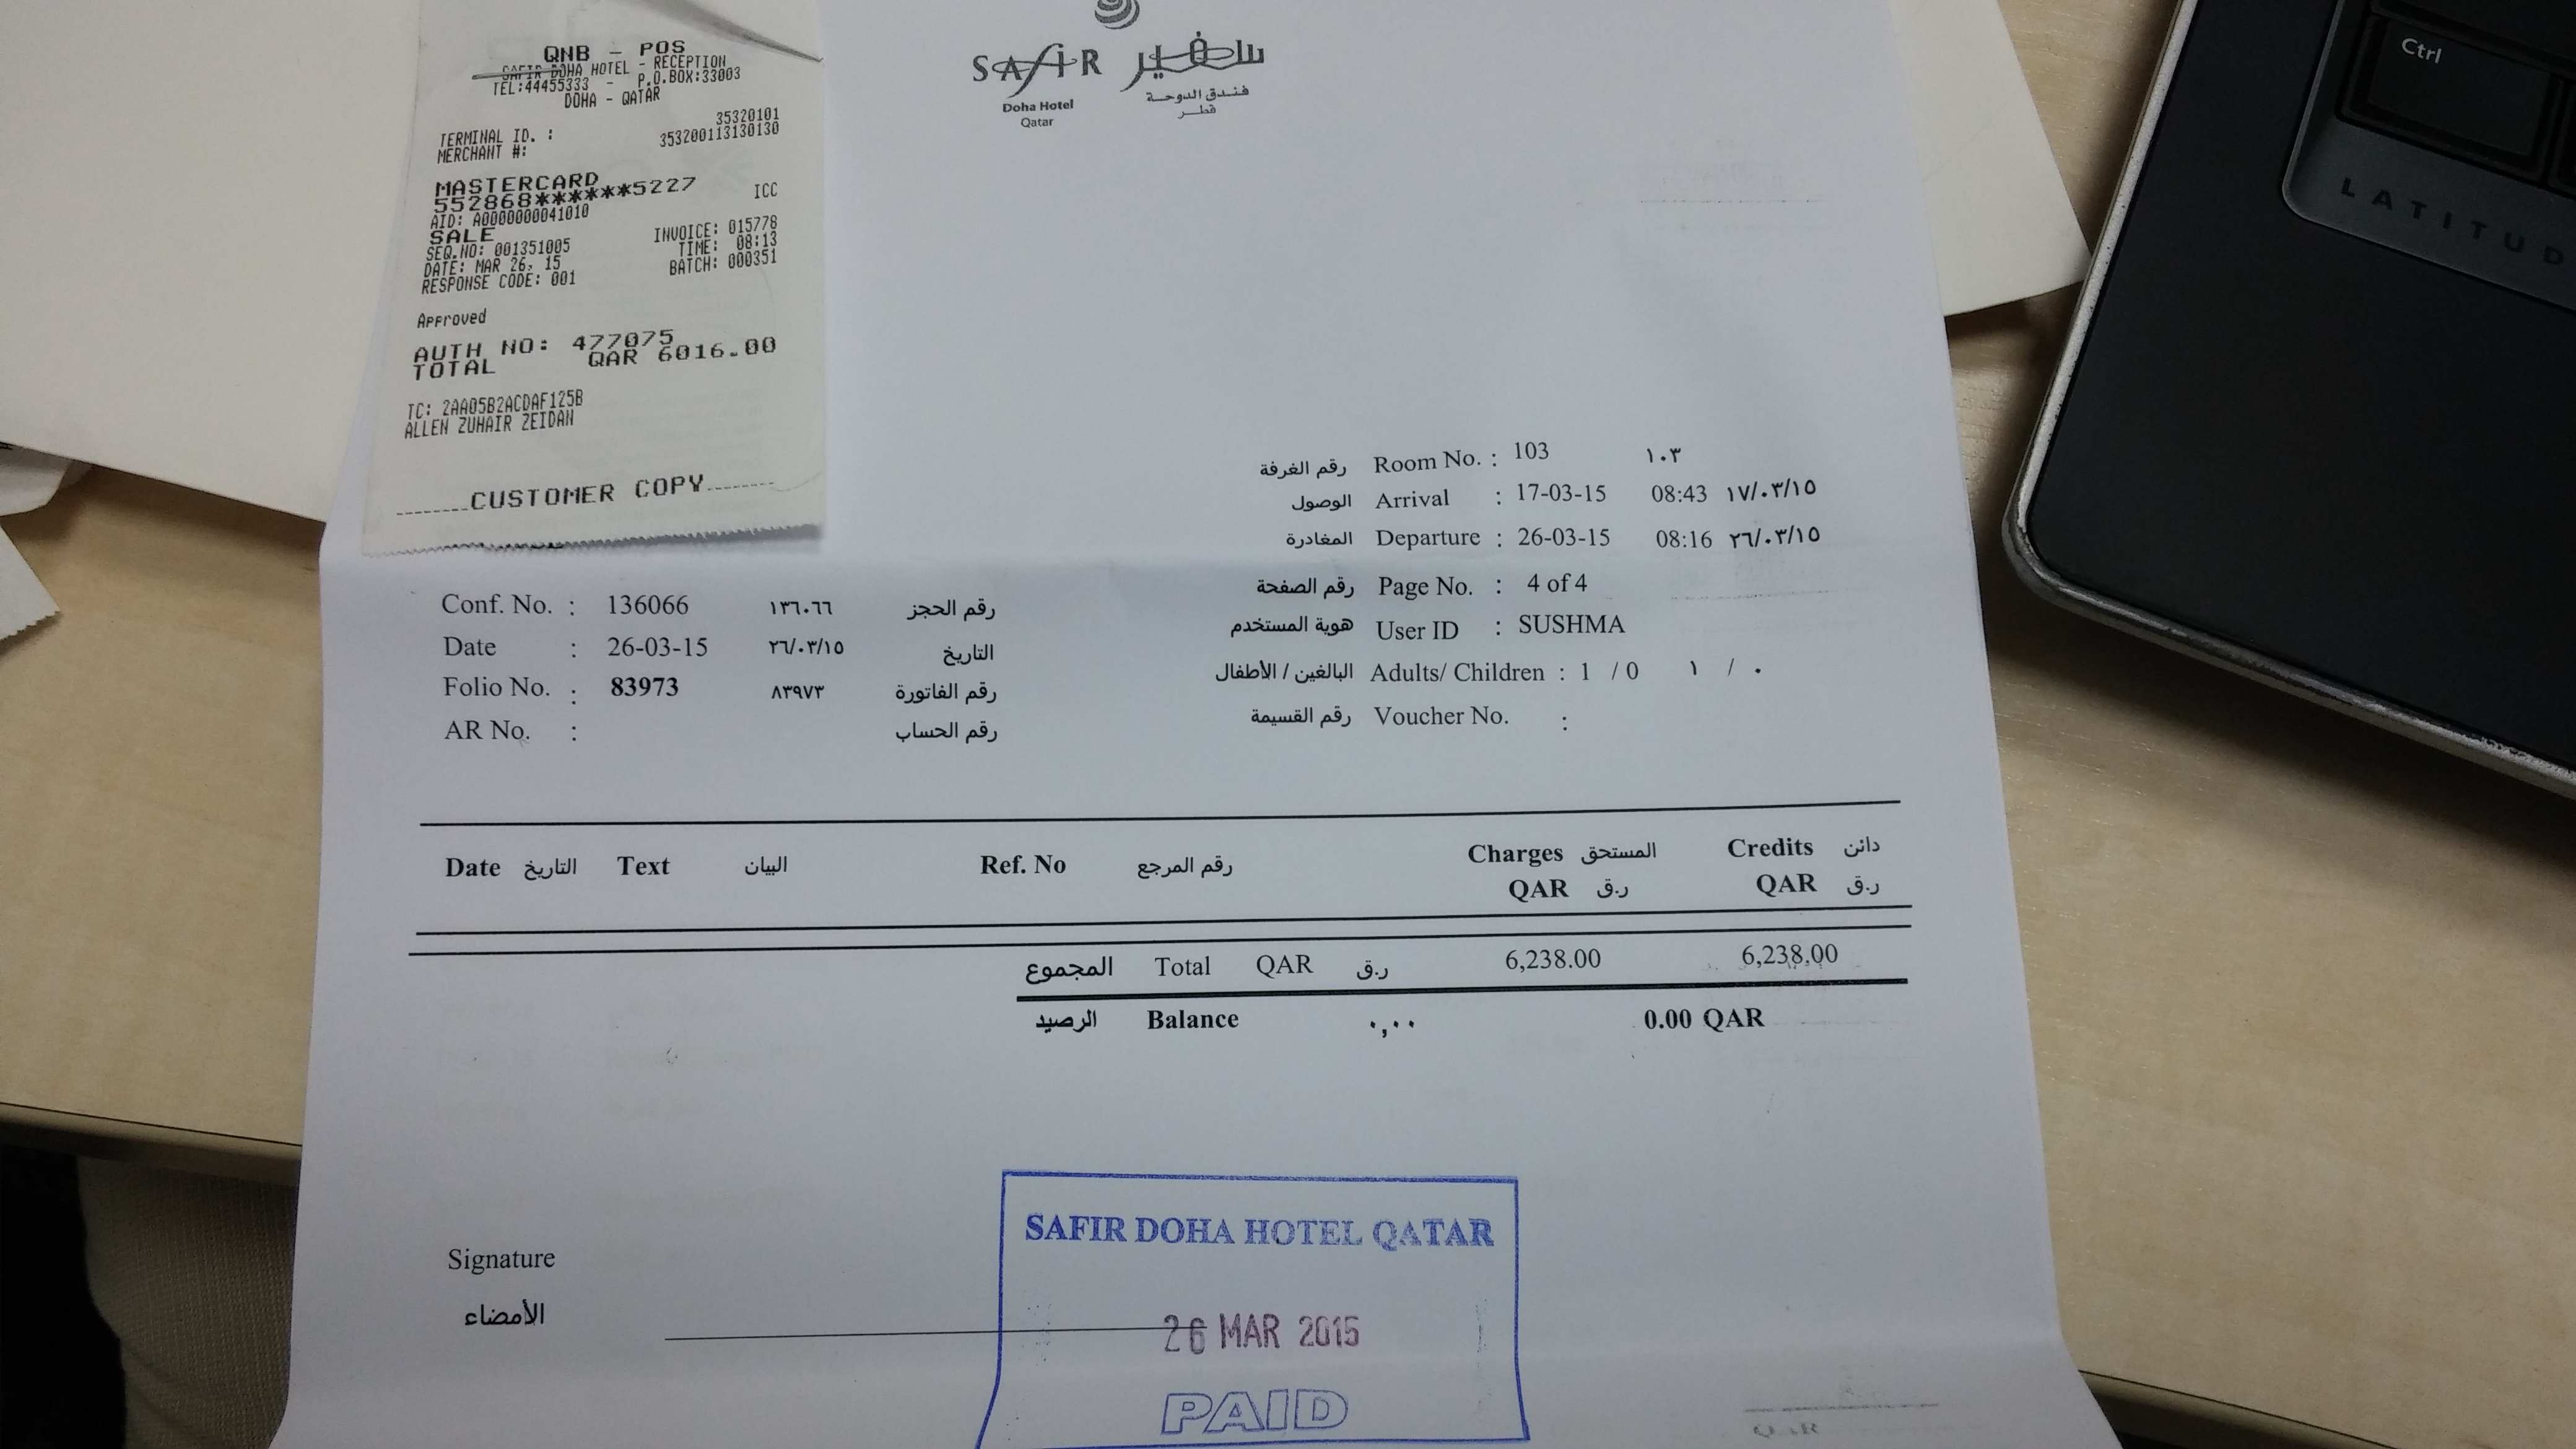 QNB - POS
SAFIR DOHA HOTEL - RECEPTION
TEL:44455333 - P.O.BOX:33003
DOHA - QATAR
TERMINAL ID. : 35320101
MERCHANT #: 353200113130130
MASTERCARD
552868******5227 ICC
AID: A0000000041010
SALE INVOICE: 015778
SEQ.NO: 001351005 TIME: 08:13
DATE: MAR 26, 15 BATCH: 000351
RESPONSE CODE: 001
Approved
AUTH NO: 477075
TOTAL QAR 6016.00
TC: 2AA05B2ACDAF125B
ALLEN ZUHAIR ZEIDAN
CUSTOMER COPY
SAFIR سفير
Doha Hotel فندق الدوحة
Qatar قطر
رقم الغرفة Room No. : 103 ١٠٣
الوصول Arrival : 17-03-15 08:43 ١٧/٠٣/١٥
المغادرة Departure : 26-03-15 08:16 ٢٦/٠٣/١٥
رقم الصفحة Page No. : 4 of 4
هوية المستخدم User ID : SUSHMA
البالغين / الأطفال Adults/ Children : 1 / 0 ١ / ٠
رقم القسيمة Voucher No. :
Conf. No. : 136066 ١٣٦٠٦٦ رقم الحجز
Date : 26-03-15 ٢٦/٠٣/١٥ التاريخ
Folio No. : 83973 ٨٣٩٧٣ رقم الفاتورة
AR No. : رقم الحساب
Date التاريخ Text البيان Ref. No رقم المرجع Charges المستحق Credits دائن
QAR ر.ق QAR ر.ق
المجموع Total QAR ر.ق 6,238.00 6,238.00
الرصيد Balance ٠,٠٠ 0.00 QAR
Signature
الأمضاء
SAFIR DOHA HOTEL QATAR
26 MAR 2015
PAID
Ctrl
LATITUD